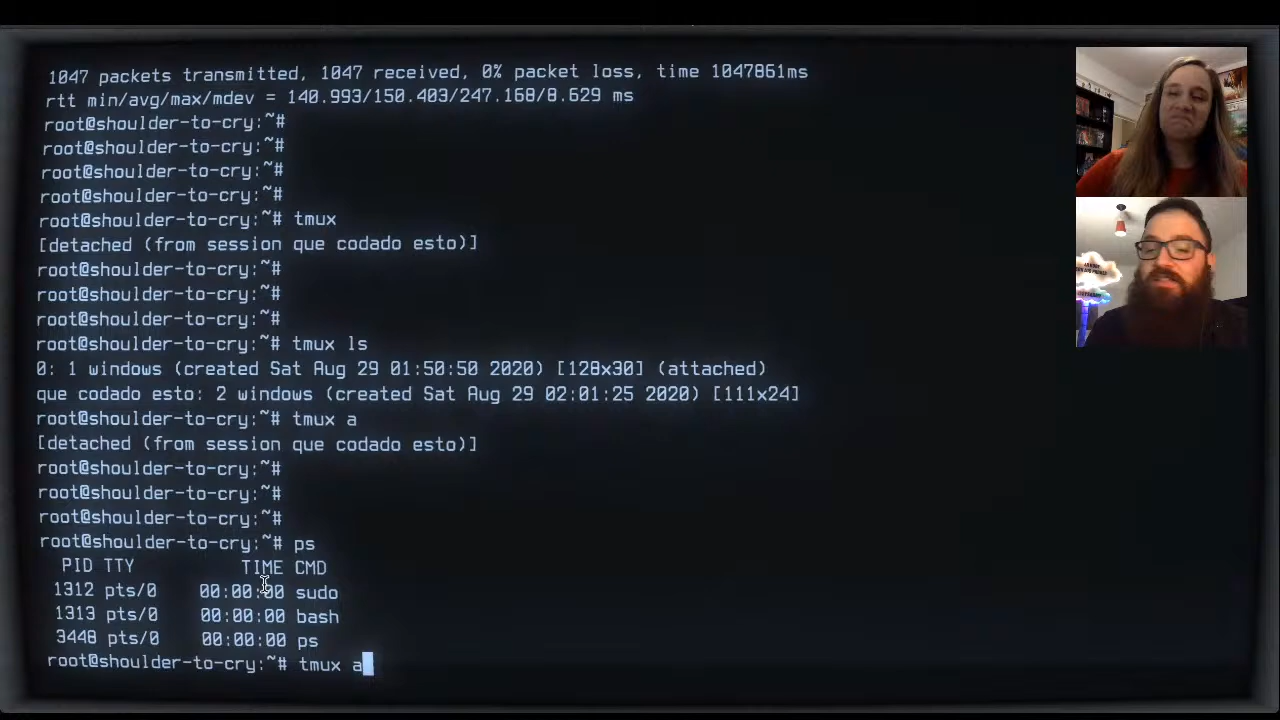 1047 packets transmitted, 1047 received, 0% packet loss, time 1047861ms
rtt min/avg/max/mdev = 140.993/150.403/247.168/8.629 ms
root@shoulder-to-cry:~#
root@shoulder-to-cry:~#
root@shoulder-to-cry:~#
root@shoulder-to-cry:~#
root@shoulder-to-cry:~# tmux
[detached (from session que codado esto)]
root@shoulder-to-cry:~#
root@shoulder-to-cry:~#
root@shoulder-to-cry:~#
root@shoulder-to-cry:~# tmux ls
0: 1 windows (created Sat Aug 29 01:50:50 2020) [128x30] (attached)
que codado esto: 2 windows (created Sat Aug 29 02:01:25 2020) [111x24]
root@shoulder-to-cry:~# tmux a
[detached (from session que codado esto)]
root@shoulder-to-cry:~#
root@shoulder-to-cry:~#
root@shoulder-to-cry:~#
root@shoulder-to-cry:~# ps
PID TTY TIME CMD
1312 pts/0 00:00:00 sudo
1313 pts/0 00:00:00 bash
3448 pts/0 00:00:00 ps
root@shoulder-to-cry:~# tmux a